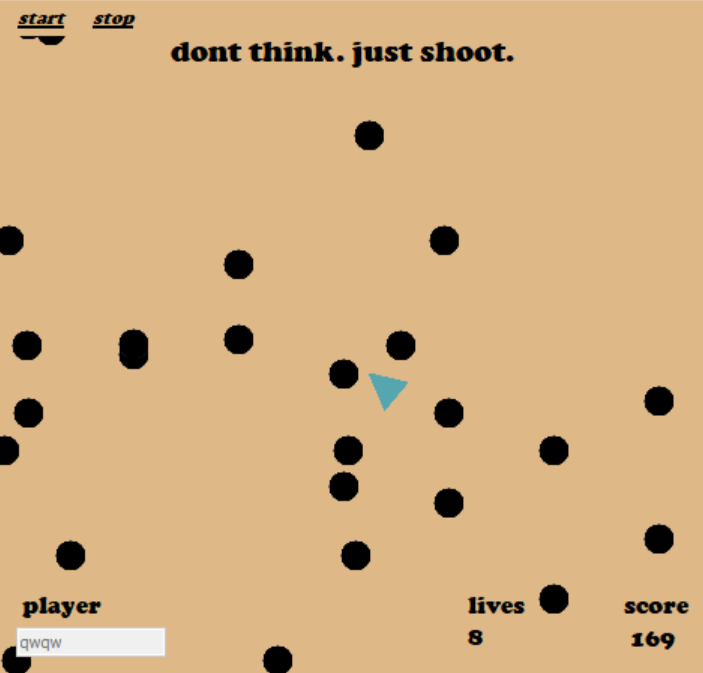 start stop
dont think. just shoot.
player
qwqw
lives
8
score
169